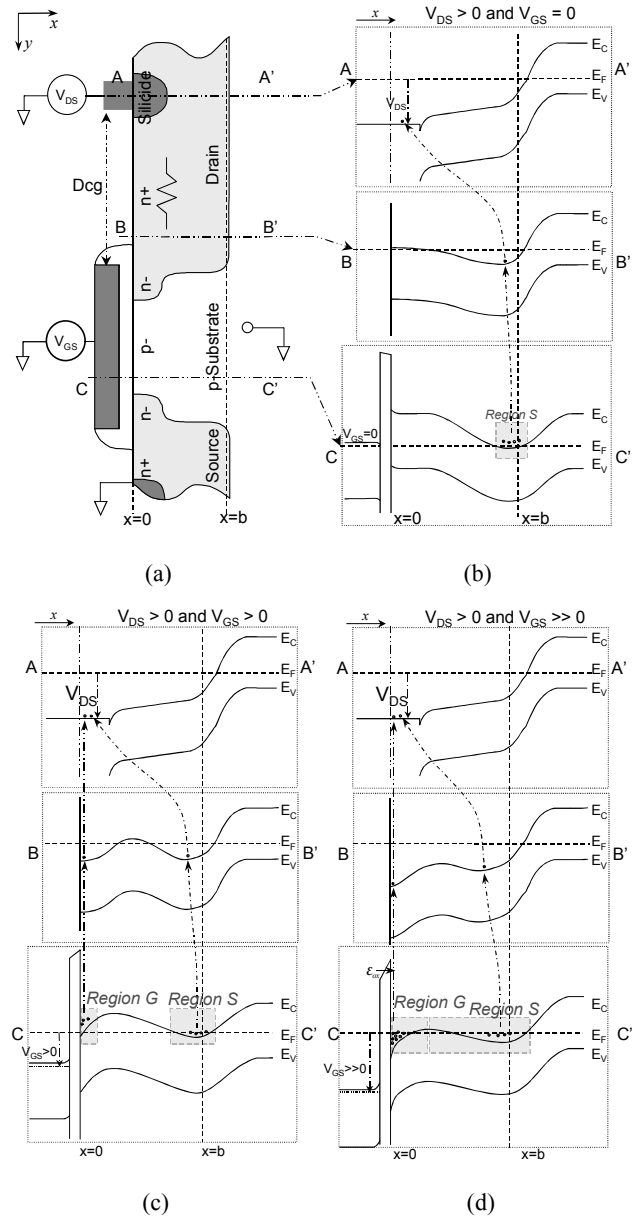 x
y
A
A'
Silicide
V_DS
Dcg
n+
Drain
B
B'
n-
V_GS
p-
p-Substrate
C
C'
n-
Source
n+
x=0
x=b
(a)
x
V_DS > 0 and V_GS = 0
A
A'
E_C
E_F
E_V
V_DS
B
B'
E_C
E_F
E_V
Region S
V_GS=0
C
C'
E_C
E_F
E_V
x=0
x=b
(b)
x
V_DS > 0 and V_GS > 0
A
A'
E_C
E_F
E_V
V_DS
B
B'
E_C
E_F
E_V
Region G
Region S
C
C'
E_C
E_F
E_V
V_GS>0
x=0
x=b
(c)
x
V_DS > 0 and V_GS >> 0
A
A'
E_C
E_F
E_V
V_DS
B
B'
E_C
E_F
E_V
ε_ox
Region G
Region S
C
C'
E_C
E_F
E_V
V_GS>>0
x=0
x=b
(d)